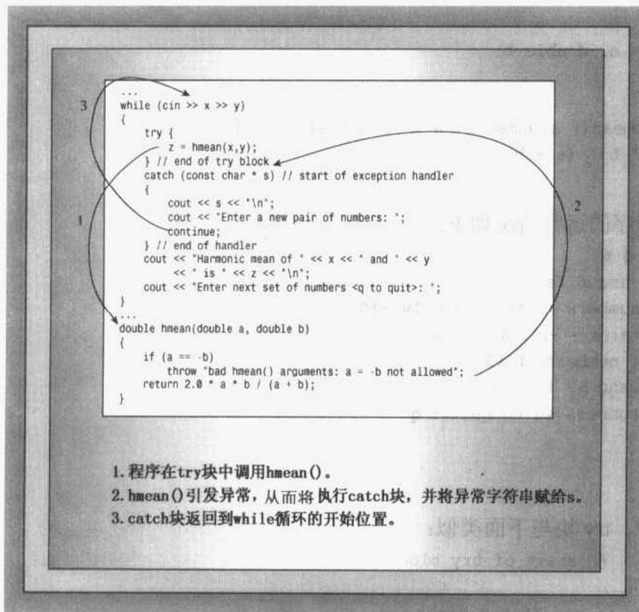 ...
while (cin >> x >> y)
{
try {
z = hmean(x,y);
} // end of try block
catch (const char * s) // start of exception handler
{
cout << s << "\n";
cout << "Enter a new pair of numbers: ";
continue;
} // end of handler
cout << "Harmonic mean of " << x << " and " << y
<< " is " << z << "\n";
cout << "Enter next set of numbers <q to quit>: ";
}
...
double hmean(double a, double b)
{
if (a == -b)
throw "bad hmean() arguments: a = -b not allowed";
return 2.0 * a * b / (a + b);
}
3
1
2
1.程序在try块中调用hmean()。
2.hmean()引发异常，从而将执行catch块，并将异常字符串赋给s。
3.catch块返回到while循环的开始位置。